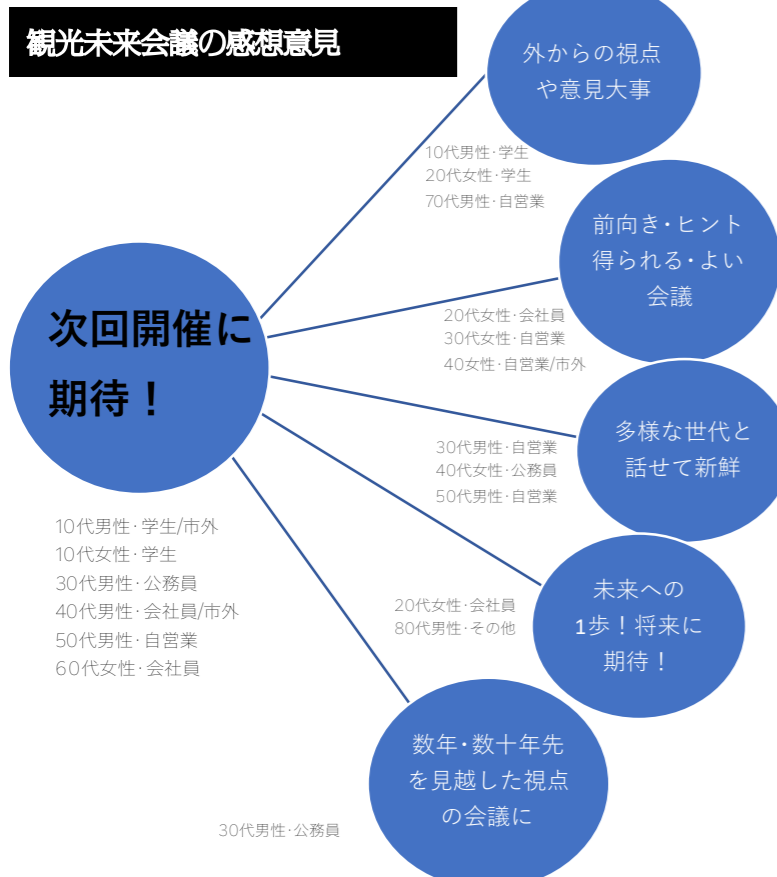 観光未来会議の感想意見
外からの視点
や意見大事
10代男性·学生
20代女性·学生
70代男性·自営業
前向き·ヒント
得られる·よい
会議
20代女性·会社員
30代女性·自営業
40女性·自営業/市外
次回開催に
期待！
多様な世代と
話せて新鮮
30代男性·自営業
40代女性·公務員
50代男性·自営業
10代男性·学生/市外
10代女性·学生
30代男性·公務員
40代男性·会社員/市外
50代男性·自営業
60代女性·会社員
未来への
1歩！将来に
期待！
20代女性·会社員
80代男性·その他
数年·数十年先
を見越した視点
の会議に
30代男性·公務員